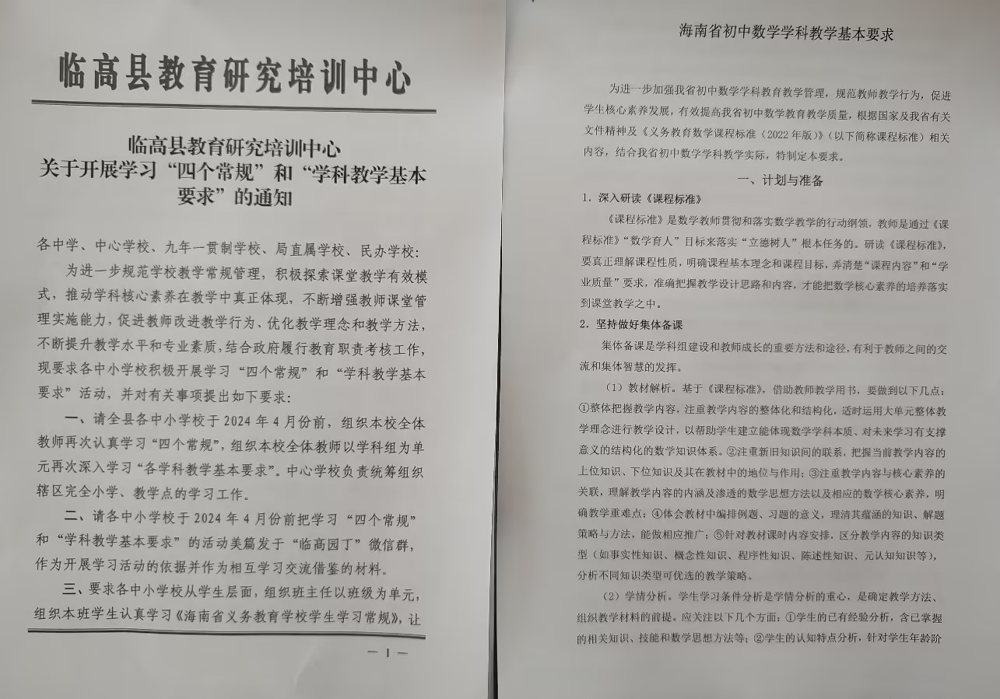 临高县教育研究培训中心
临高县教育研究培训中心
关于开展学习“四个常规”和“学科教学基本
要求”的通知
各中学、中心学校、九年一贯制学校、局直属学校、民办学校：
为进一步规范学校教学常规管理，积极探索课堂教学有效模
式，推动学科核心素养在教学中真正体现，不断增强教师课堂管
理实施能力，促进教师改进教学行为、优化教学理念和教学方法，
不断提升教学水平和专业素质，结合政府履行教育职责考核工作，
现要求各中小学校积极开展学习“四个常规”和“学科教学基本
要求”活动，并对有关事项提出如下要求：
一、请全县各中小学校于2024年4月份前，组织本校全体
教师再次认真学习“四个常规”，组织本校全体教师以学科组为单
元再次深入学习“各学科教学基本要求”。中心学校负责统筹组织
辖区完全小学、教学点的学习工作。
二、请各中小学校于2024年4月份前把学习“四个常规”
和“学科教学基本要求”的活动美篇发于“临高园丁”微信群，
作为开展学习活动的依据并作为相互学习交流借鉴的材料。
三、要求各中小学校从学生层面，组织班主任以班级为单元，
组织本班学生认真学习《海南省义务教育学校学生学习常规》，让
— 1 —
海南省初中数学学科教学基本要求
为进一步加强我省初中数学学科教育教学管理，规范教师教学行为，促进
学生核心素养发展，有效提高我省初中数学教育教学质量，根据国家及我省有关
文件精神及《义务教育数学课程标准（2022年版）》（以下简称课程标准）相关
内容，结合我省初中数学学科教学实际，特制定本要求。
一、计划与准备
1．深入研读《课程标准》
《课程标准》是数学教师贯彻和落实数学教学的行动纲领，教师是通过《课
程标准》“数学育人”目标来落实“立德树人”根本任务的。研读《课程标准》，
要真正理解课程性质，明确课程基本理念和课程目标，弄清楚“课程内容”和“学
业质量”要求，准确把握教学设计思路和内容，才能把数学核心素养的培养落实
到课堂教学之中。
2．坚持做好集体备课
集体备课是学科组建设和教师成长的重要方法和途径，有利于教师之间的交
流和集体智慧的发挥。
（1）教材解析。基于《课程标准》，借助教师教学用书，要做到以下几点：
①整体把握教学内容，注重教学内容的整体化和结构化，适时运用大单元整体教
学理念进行教学设计，以帮助学生建立能体现数学学科本质、对未来学习有支撑
意义的结构化的数学知识体系。②注重新旧知识间的联系，把握当前教学内容的
上位知识、下位知识及其在教材中的地位与作用；③注重教学内容与核心素养的
关联，理解教学内容的内涵及渗透的数学思想方法以及相应的数学核心素养，明
确教学重难点；④体会教材中编排例题、习题的意义，理清其蕴涵的知识、解题
策略与方法，能做相应推广；⑤针对教材课时内容安排，区分教学内容的知识类
型（如事实性知识、概念性知识、程序性知识、陈述性知识、元认知知识等），
分析不同知识类型可优选的教学策略。
（2）学情分析。学生学习条件分析是学情分析的重心，是确定教学方法、
组织教学材料的前提。应关注以下几个方面：①学生的已有经验分析，含已掌握
的相关知识、技能和数学思想方法等；②学生的认知特点分析，针对学生年龄阶